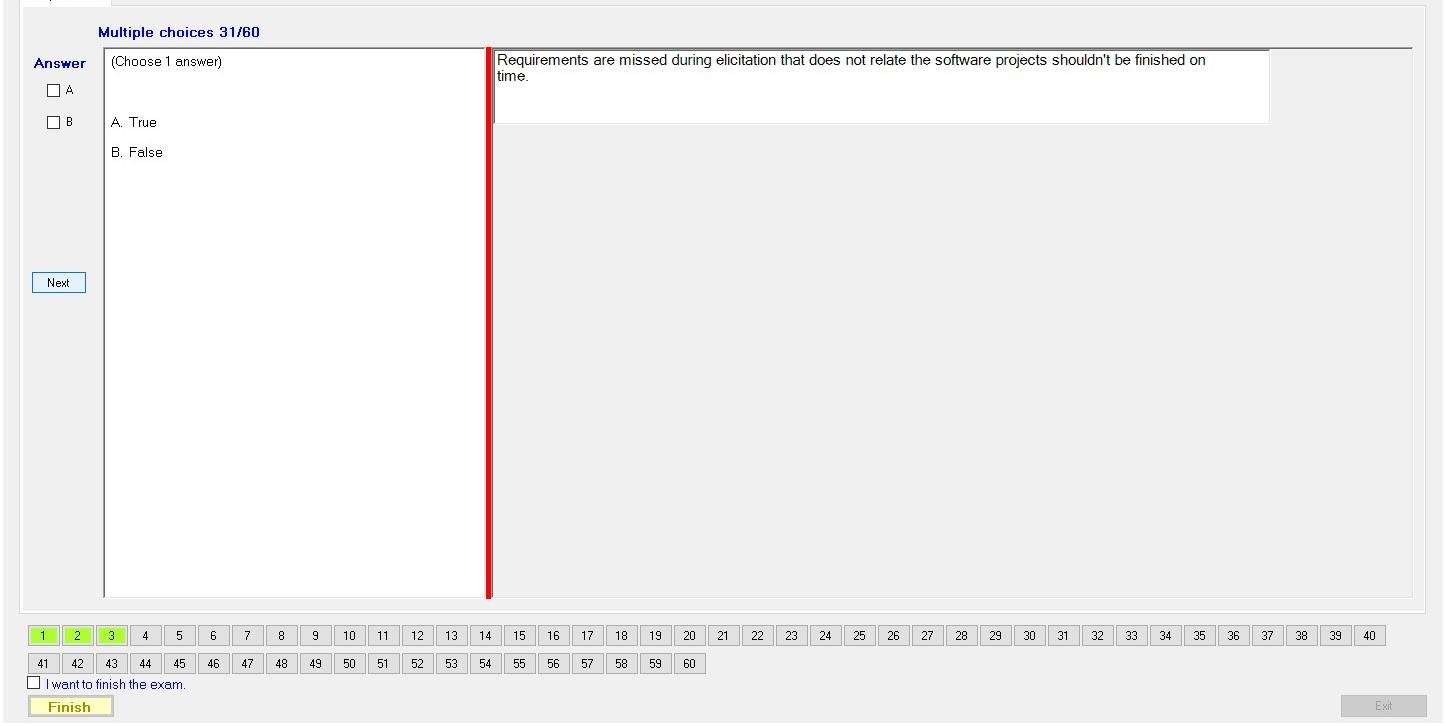 Multiple choices 31/60
Answer
A
B
(Choose 1 answer)
A. True
B. False
Next
Requirements are missed during elicitation that does not relate the software projects shouldn't be finished on
time.
1 2 3 4 5 6 7 8 9 10 11 12 13 14 15 16 17 18 19 20 21 22 23 24 25 26 27 28 29 30 31 32 33 34 35 36 37 38 39 40
41 42 43 44 45 46 47 48 49 50 51 52 53 54 55 56 57 58 59 60
I want to finish the exam.
Finish
Exit